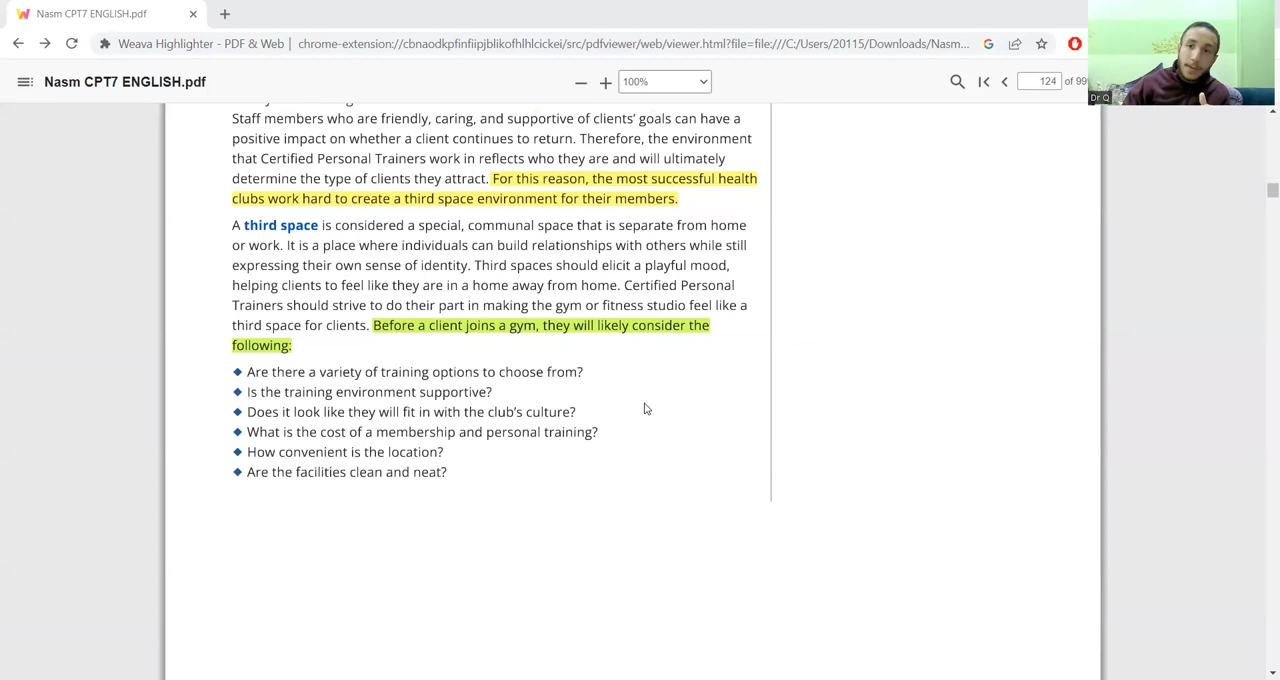 Nasm CPT7 ENGLISH.pdf
Weava Highlighter - PDF & Web | chrome-extension://cbnaodkpfinfiipjblikofhlhlcickei/src/pdfviewer/web/viewer.html?file=file:///C:/Users/20115/Downloads/Nasm...
Nasm CPT7 ENGLISH.pdf
100%
124 of 99
Dr Q
Staff members who are friendly, caring, and supportive of clients' goals can have a
positive impact on whether a client continues to return. Therefore, the environment
that Certified Personal Trainers work in reflects who they are and will ultimately
determine the type of clients they attract. For this reason, the most successful health
clubs work hard to create a third space environment for their members.
A third space is considered a special, communal space that is separate from home
or work. It is a place where individuals can build relationships with others while still
expressing their own sense of identity. Third spaces should elicit a playful mood,
helping clients to feel like they are in a home away from home. Certified Personal
Trainers should strive to do their part in making the gym or fitness studio feel like a
third space for clients. Before a client joins a gym, they will likely consider the
following:
◆ Are there a variety of training options to choose from?
◆ Is the training environment supportive?
◆ Does it look like they will fit in with the club's culture?
◆ What is the cost of a membership and personal training?
◆ How convenient is the location?
◆ Are the facilities clean and neat?